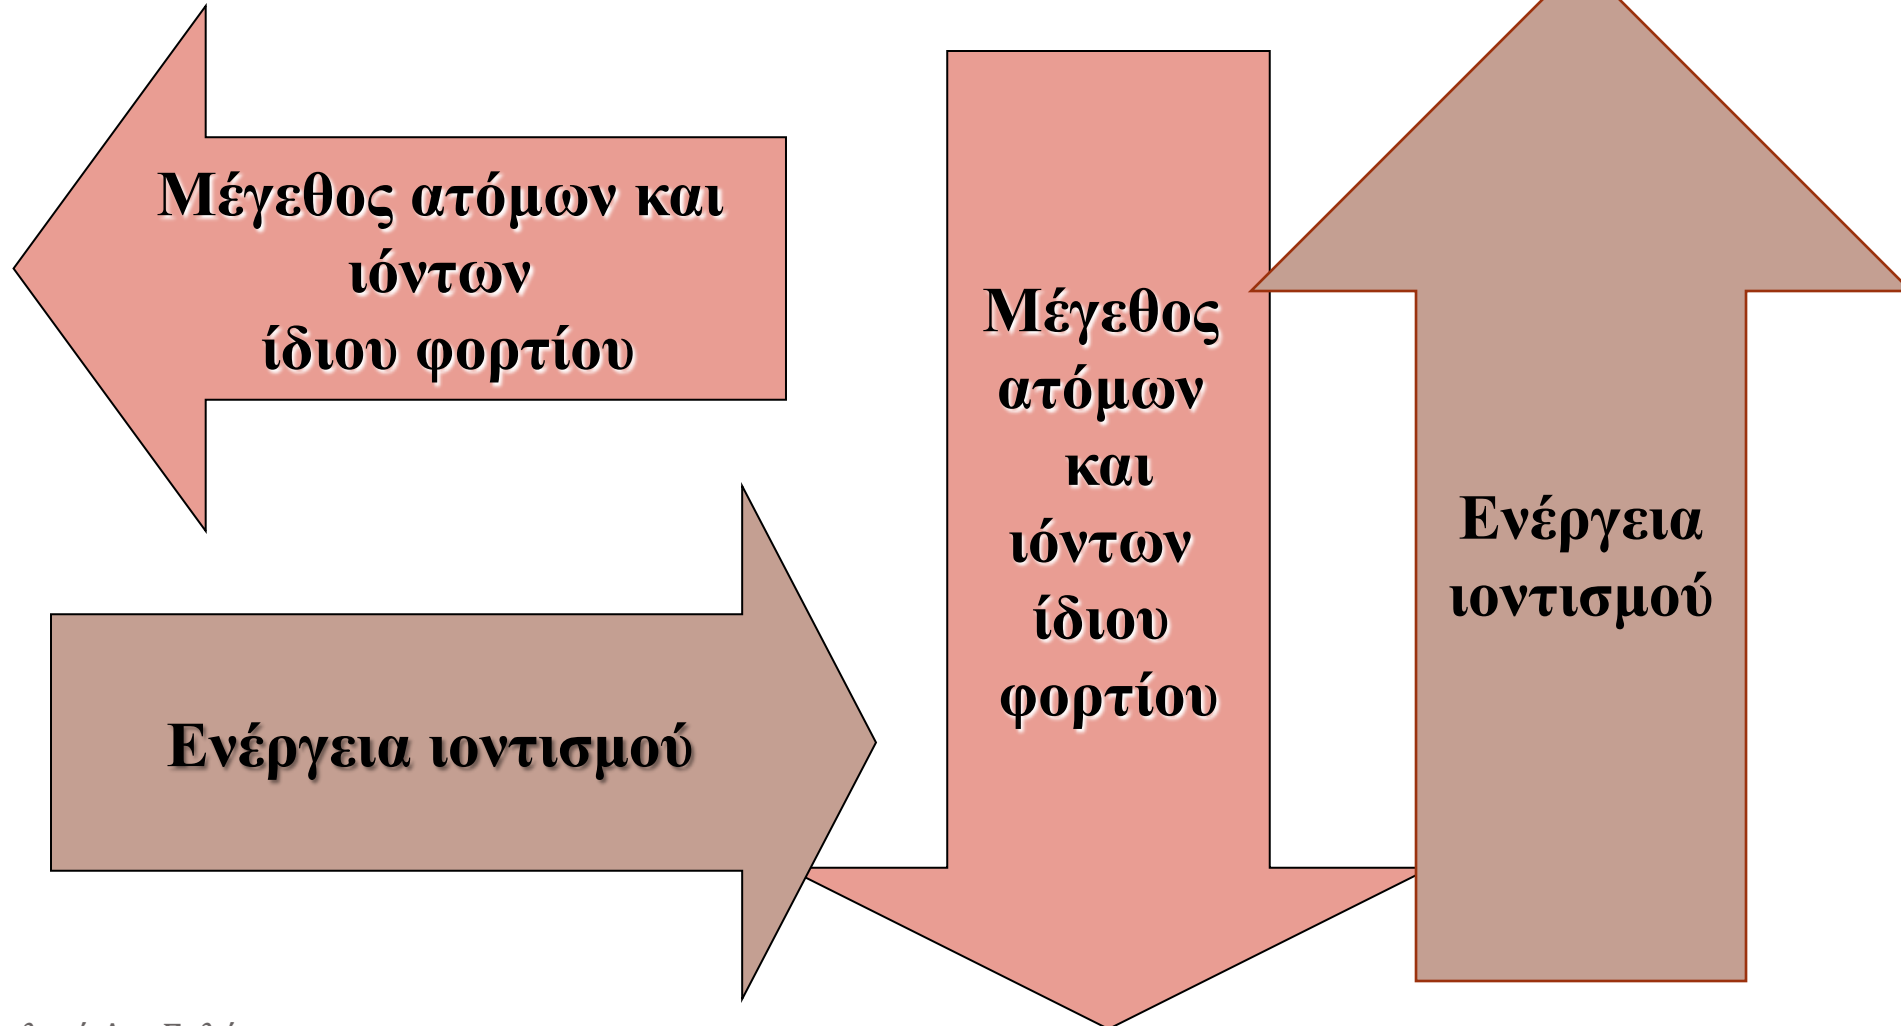 Μέγεθος ατόμων και
ιόντων
ίδιου φορτίου
Ενέργεια ιοντισμού
Μέγεθος
ατόμων
και
ιόντων
ίδιου
φορτίου
Ενέργεια
ιοντισμού